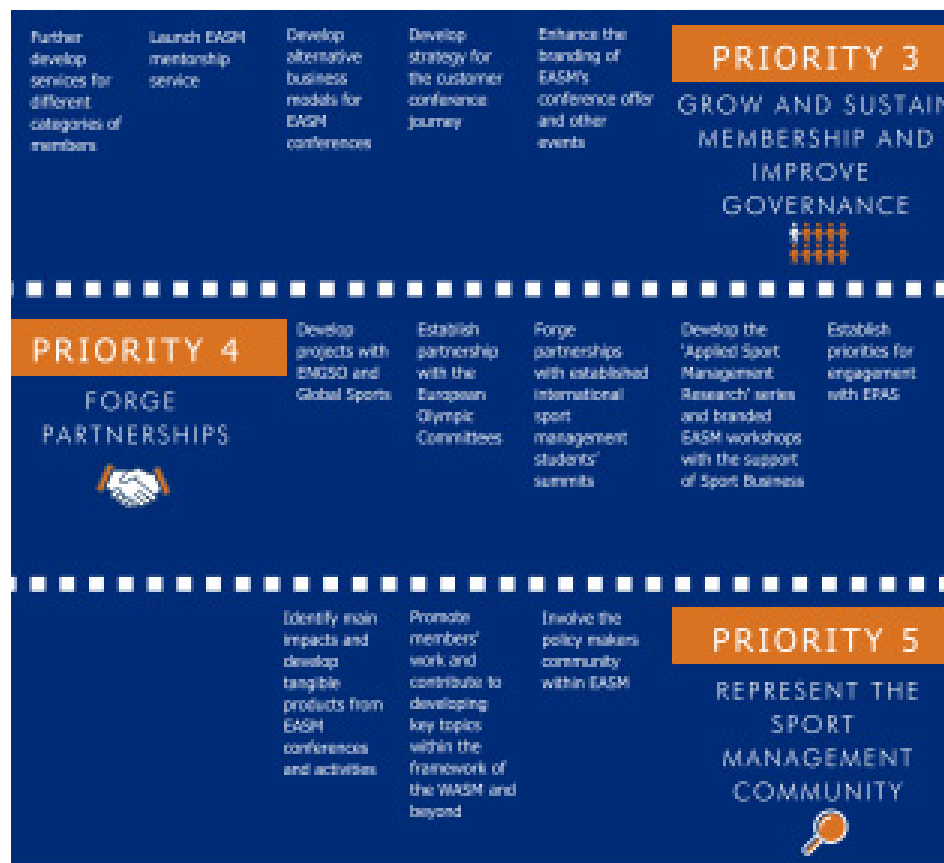 Further
develop
services for
different
categories of
members
Launch EASM
mentorship
service
Develop
alternative
business
models for
EASM
conferences
Develop
strategy for
the customer
conference
journey
Enhance the
branding of
EASM's
conference offer
and other
events
PRIORITY 3
GROW AND SUSTAIN
MEMBERSHIP AND
IMPROVE
GOVERNANCE
PRIORITY 4
FORGE
PARTNERSHIPS
Develop
projects with
ENGSO and
Global Sports
Establish
partnership
with the
European
Olympic
Committees
Forge
partnerships
with established
international
sport
management
students'
summits
Develop the
'Applied Sport
Management
Research' series
and branded
EASM workshops
with the support
of Sport Business
Establish
priorities for
engagement
with EPAS
Identify main
impacts and
develop
tangible
products from
EASM
conferences
and activities
Promote
members'
work and
contribute to
developing
key topics
within the
framework of
the WASM and
beyond
Involve the
policy makers
community
within EASM
PRIORITY 5
REPRESENT THE
SPORT
MANAGEMENT
COMMUNITY